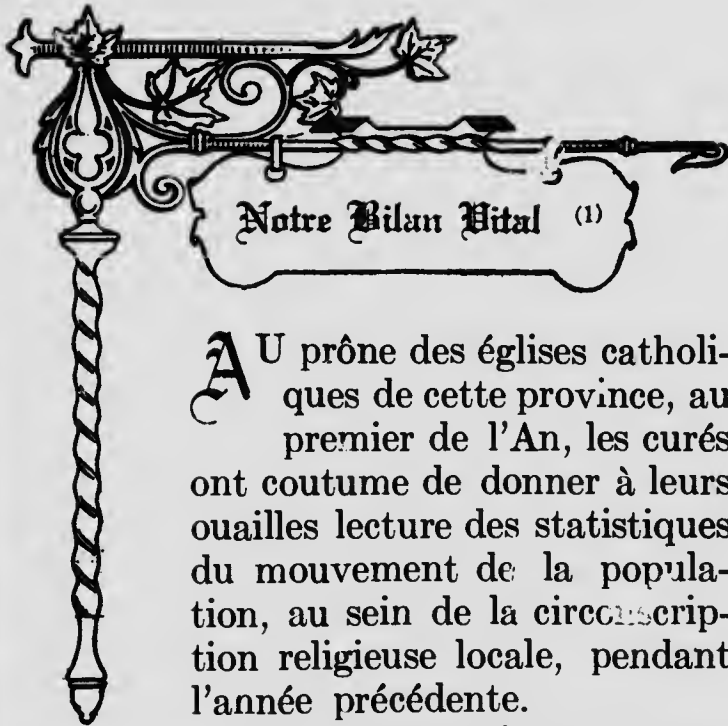 Notre Bilan Vital (1)
AU prône des églises catholi-
ques de cette province, au
premier de l'An, les curés
ont coutume de donner à leurs
ouailles lecture des statistiques
du mouvement de la popula-
tion, au sein de la circonscrip-
tion religieuse locale, pendant
l'année précédente.